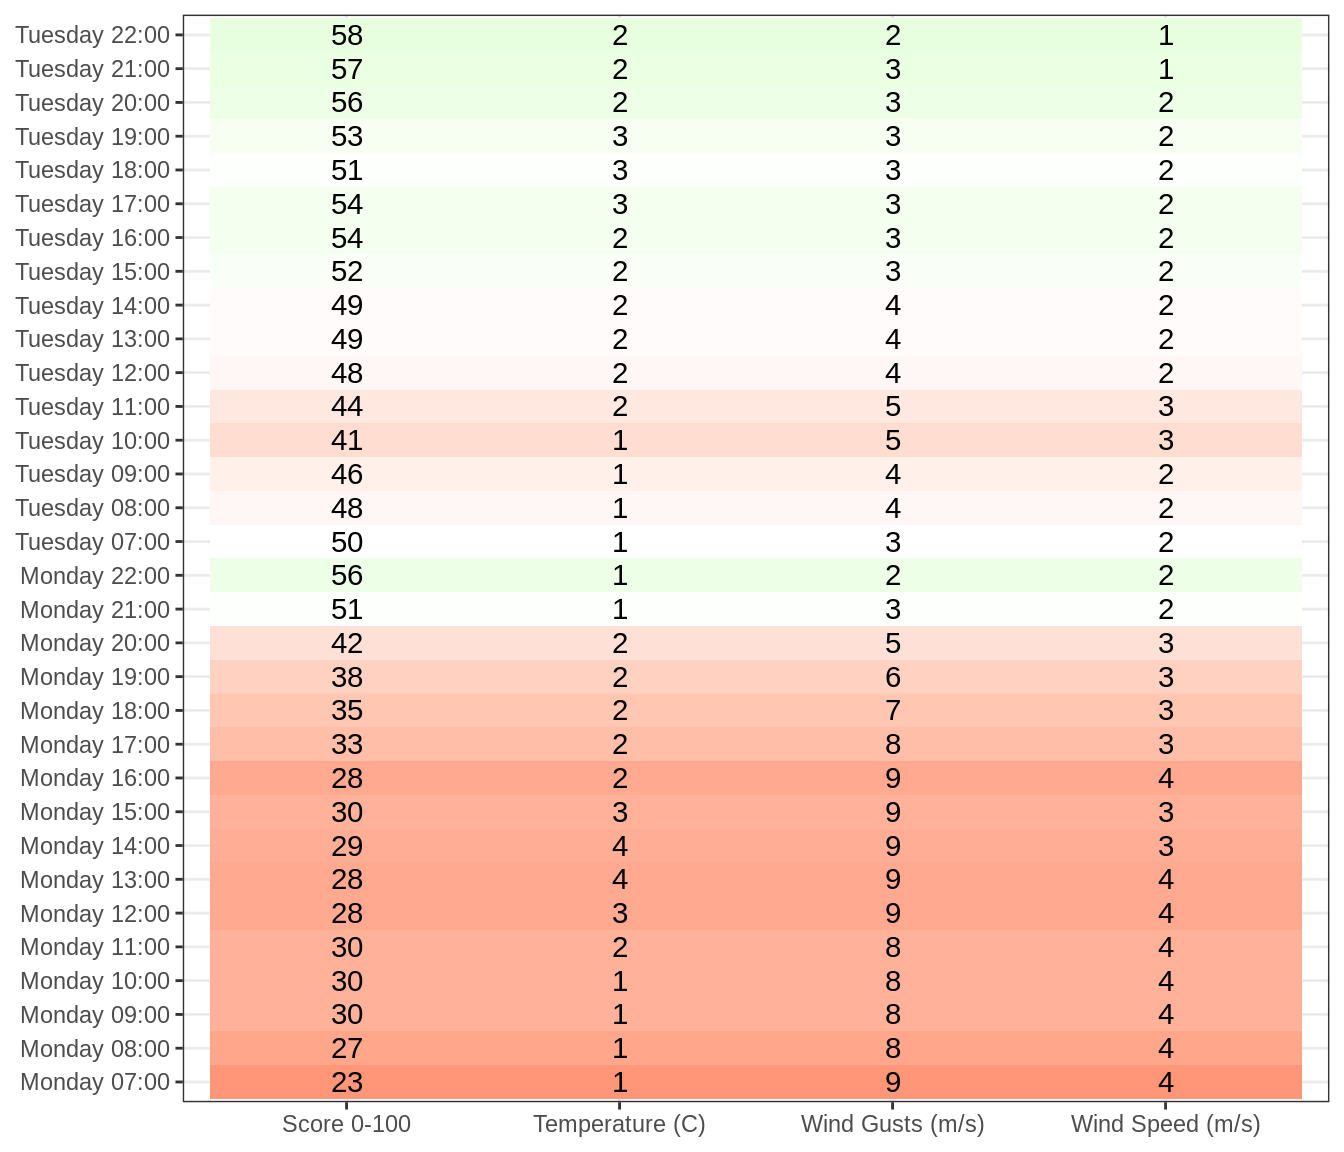 Tuesday 22:00 58 2 2 1
Tuesday 21:00 57 2 3 1
Tuesday 20:00 56 2 3 2
Tuesday 19:00 53 3 3 2
Tuesday 18:00 51 3 3 2
Tuesday 17:00 54 3 3 2
Tuesday 16:00 54 2 3 2
Tuesday 15:00 52 2 3 2
Tuesday 14:00 49 2 4 2
Tuesday 13:00 49 2 4 2
Tuesday 12:00 48 2 4 2
Tuesday 11:00 44 2 5 3
Tuesday 10:00 41 1 5 3
Tuesday 09:00 46 1 4 2
Tuesday 08:00 48 1 4 2
Tuesday 07:00 50 1 3 2
Monday 22:00 56 1 2 2
Monday 21:00 51 1 3 2
Monday 20:00 42 2 5 3
Monday 19:00 38 2 6 3
Monday 18:00 35 2 7 3
Monday 17:00 33 2 8 3
Monday 16:00 28 2 9 4
Monday 15:00 30 3 9 3
Monday 14:00 29 4 9 3
Monday 13:00 28 4 9 4
Monday 12:00 28 3 9 4
Monday 11:00 30 2 8 4
Monday 10:00 30 1 8 4
Monday 09:00 30 1 8 4
Monday 08:00 27 1 8 4
Monday 07:00 23 1 9 4
Score 0-100 Temperature (C) Wind Gusts (m/s) Wind Speed (m/s)